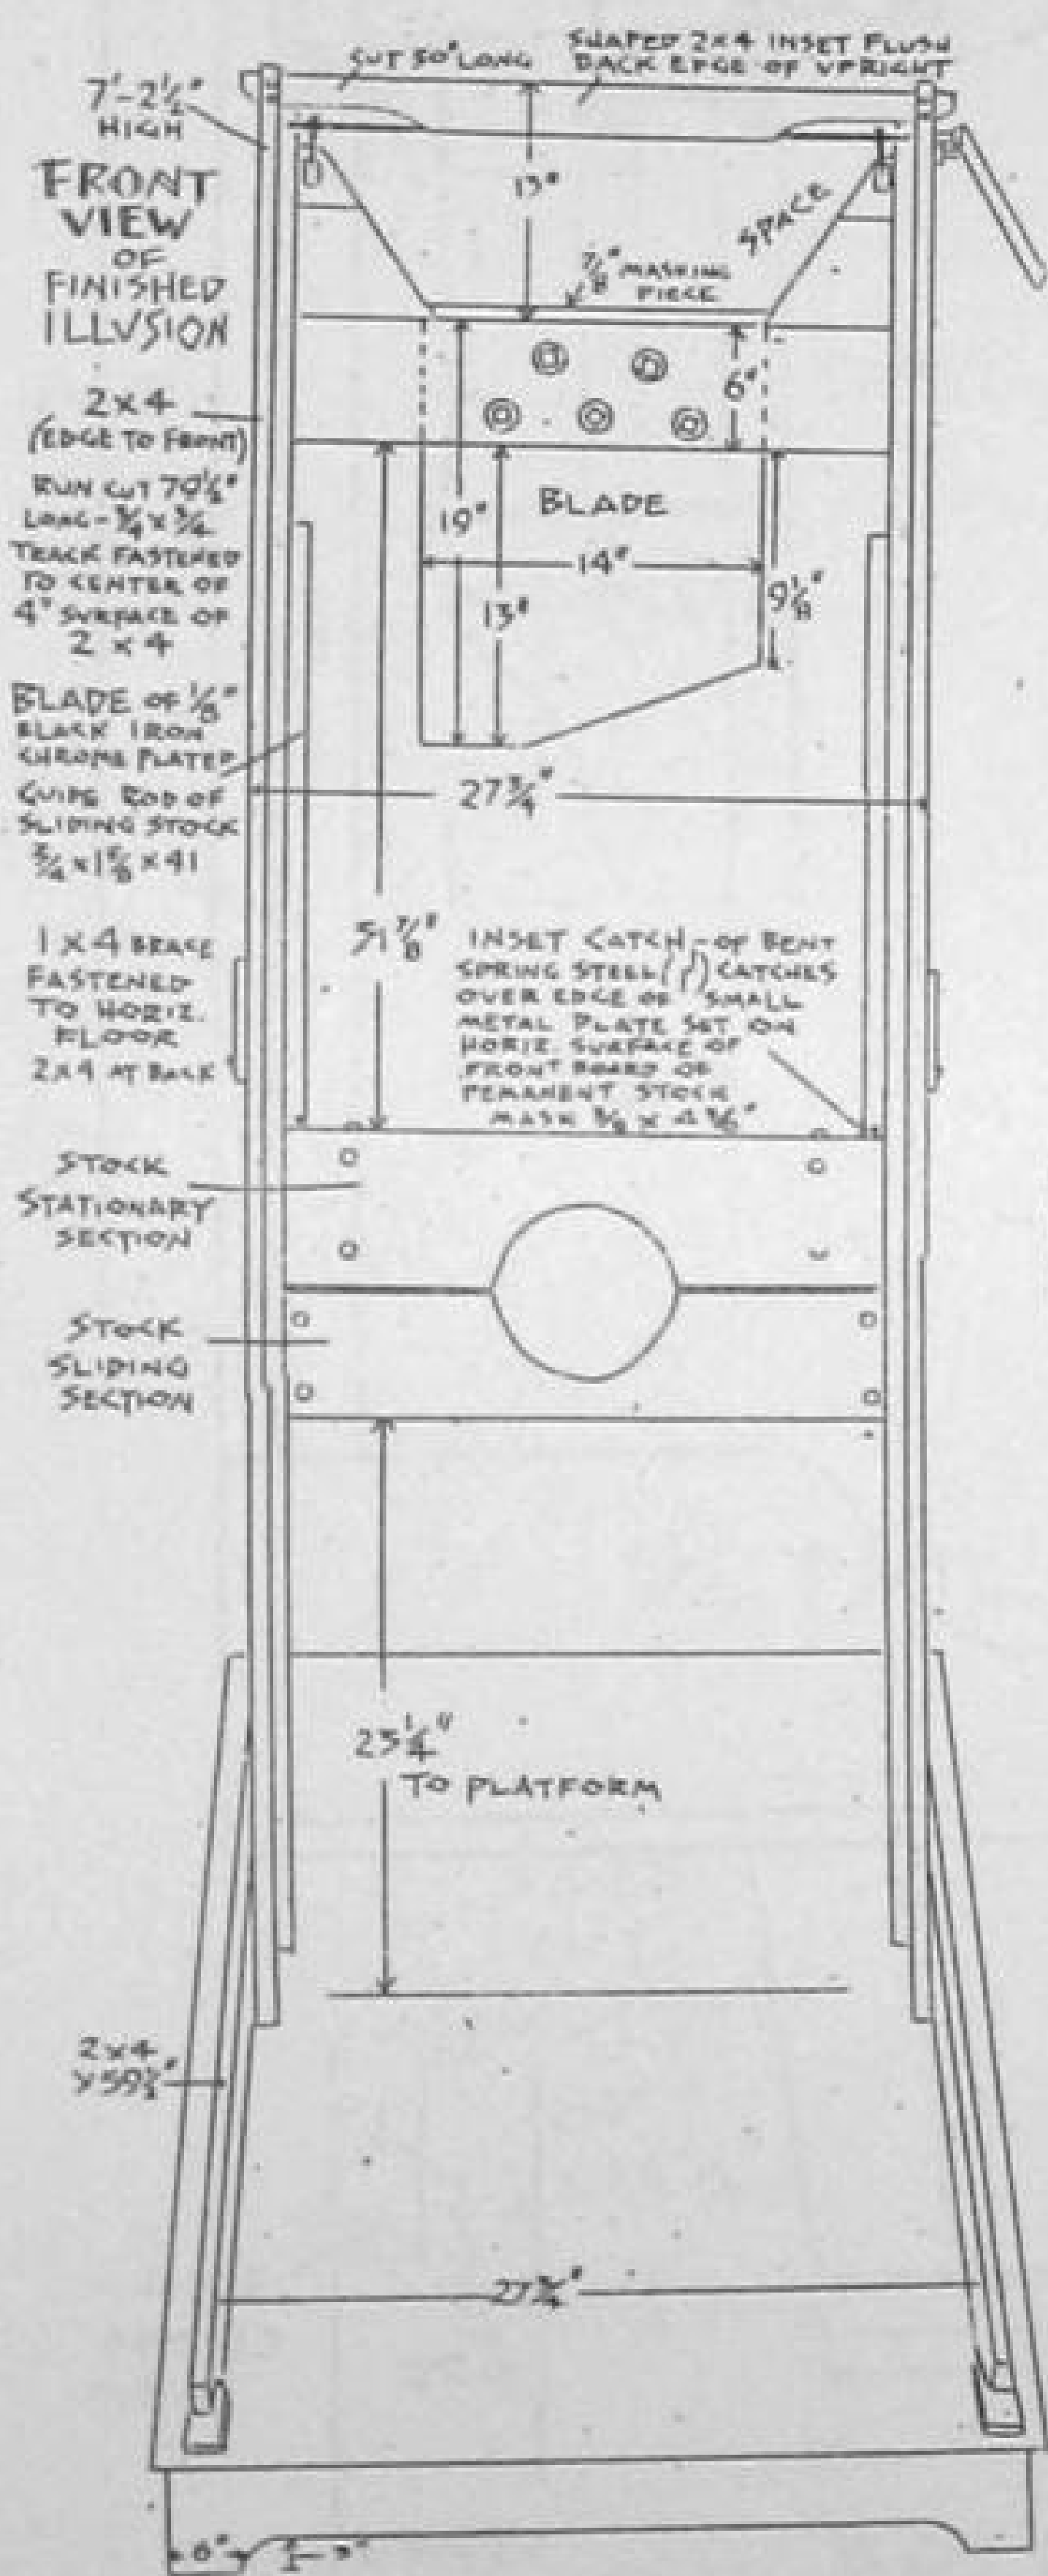 CUT 50" LONG
SHAPED 2x4 INSET FLUSH
BACK EDGE OF UPRIGHT
7'-2½"
HIGH
FRONT
VIEW
OF
FINISHED
ILLUSION
13"
SPACE
⅞" MASKING
PIECE
6"
2x4
(EDGE TO FRONT)
RUN CUT 79½"
LONG - ¾ x ¾
TRACK FASTENED
TO CENTER OF
4" SURFACE OF
2 x 4
BLADE
19"
14"
13"
9⅛"
BLADE OF ⅛"
BLACK IRON
CHROME PLATED
GUIDE ROD OF
SLIDING STOCK
¾ x 1⅝ x 41
27¾"
1 x 4 BRACE
FASTENED
TO HORIZ.
FLOOR
2x4 AT BACK
51⅞"
INSET CATCH - OF BENT
SPRING STEEL ( ) CATCHES
OVER EDGE OF SMALL
METAL PLATE SET ON
HORIZ. SURFACE OF
FRONT BOARD OF
PEMANENT STOCK
MASK
STOCK
STATIONARY
SECTION
STOCK
SLIDING
SECTION
23¼"
TO PLATFORM
2x4
x59½"
27¾"
6"
3"